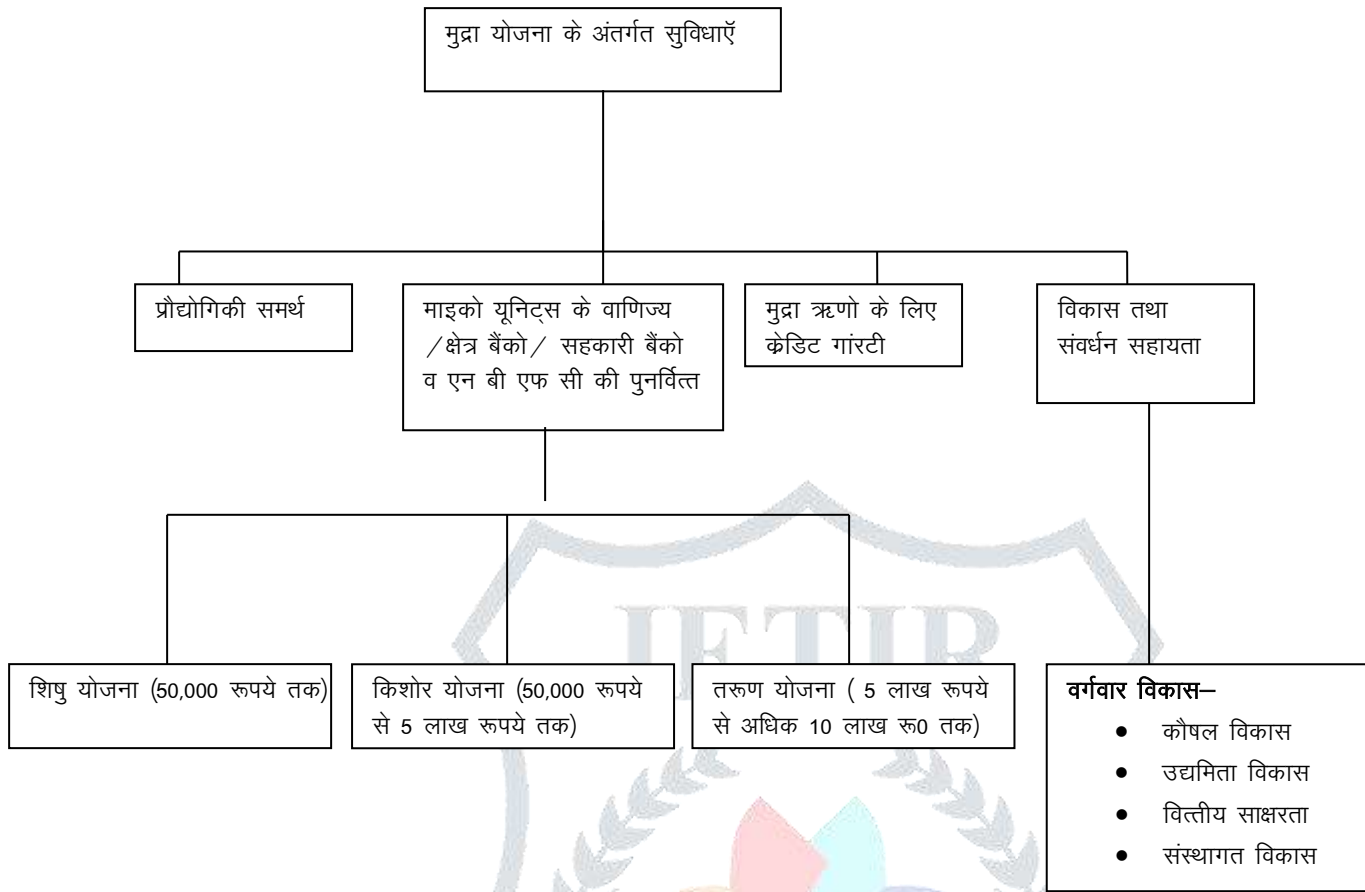 मुद्रा योजना के अंतर्गत सुविधाऍ
प्रौद्योगिकी समर्थ
माइको यूनिट्स के वाणिज्य
/क्षेत्र बैंको/ सहकारी बैंको
व एन बी एफ सी की पुनर्वित्त
मुद्रा ऋणो के लिए
क्रेडिट गांरटी
विकास तथा
संवर्धन सहायता
JETIR
शिषु योजना (50,000 रूपये तक)
किशोर योजना (50,000 रूपये
से 5 लाख रूपये तक)
तरूण योजना ( 5 लाख रूपये
से अधिक 10 लाख रू0 तक)
वर्गवार विकास–
• कौषल विकास
• उद्यमिता विकास
• वित्तीय साक्षरता
• संस्थागत विकास